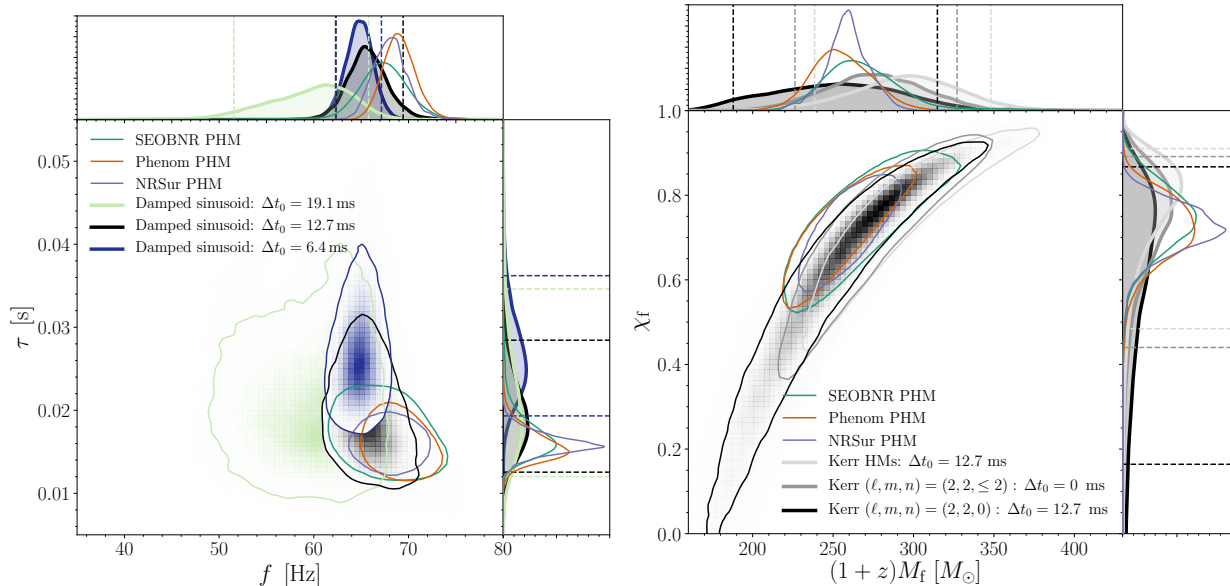 0.05
0.04
0.03
0.02
0.01
τ [s]
SEOBNR PHM
Phenom PHM
NRSur PHM
Damped sinusoid: Δt₀ = 19.1 ms
Damped sinusoid: Δt₀ = 12.7 ms
Damped sinusoid: Δt₀ = 6.4 ms
40 50 60 70 80
f [Hz]
1.0
0.8
0.6
0.4
0.2
0.0
χf
SEOBNR PHM
Phenom PHM
NRSur PHM
Kerr HMs: Δt₀ = 12.7 ms
Kerr (ℓ, m, n) = (2, 2, ≤ 2) : Δt₀ = 0 ms
Kerr (ℓ, m, n) = (2, 2, 0) : Δt₀ = 12.7 ms
200 250 300 350 400
(1 + z)Mf [M⊙]